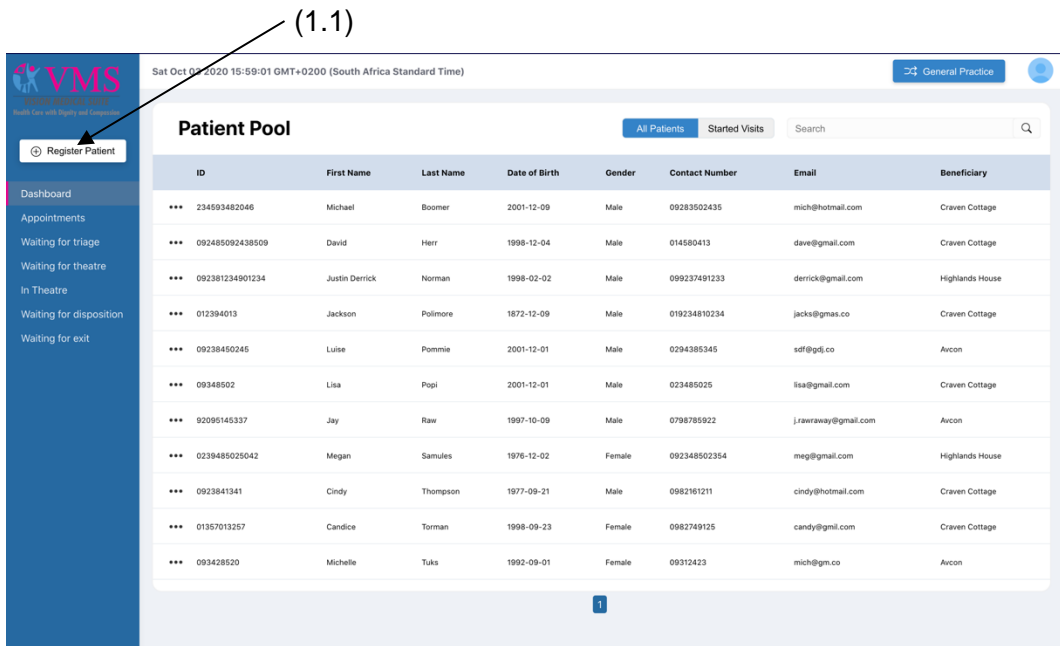 (1.1)
VMS
Health Care with Dignity and Compassion
Sat Oct 03 2020 15:59:01 GMT+0200 (South Africa Standard Time)
General Practice
Register Patient
Dashboard
Appointments
Waiting for triage
Waiting for theatre
In Theatre
Waiting for disposition
Waiting for exit
Patient Pool
All Patients Started Visits Search
ID First Name Last Name Date of Birth Gender Contact Number Email Beneficiary
••• 234593482046 Michael Boomer 2001-12-09 Male 09283502435 mich@hotmail.com Craven Cottage
••• 092485092438509 David Herr 1998-12-04 Male 014580413 dave@gmail.com Craven Cottage
••• 092381234901234 Justin Derrick Norman 1998-02-02 Male 099237491233 derrick@gmail.com Highlands House
••• 012394013 Jackson Polimore 1872-12-09 Male 019234810234 jacks@gmas.co Craven Cottage
••• 09238450245 Luise Pommie 2001-12-01 Male 0294385345 sdf@gdj.co Avcon
••• 09348502 Lisa Popi 2001-12-01 Male 023485025 lisa@gmail.com Craven Cottage
••• 92095145337 Jay Raw 1997-10-09 Male 0798785922 j.rawraway@gmail.com Avcon
••• 0239485025042 Megan Samules 1976-12-02 Female 092348502354 meg@gmail.com Highlands House
••• 0923841341 Cindy Thompson 1977-09-21 Male 0982161211 cindy@hotmail.com Craven Cottage
••• 01357013257 Candice Torman 1998-09-23 Female 0982749125 candy@gmil.com Craven Cottage
••• 093428520 Michelle Tuks 1992-09-01 Female 09312423 mich@gm.co Avcon
1